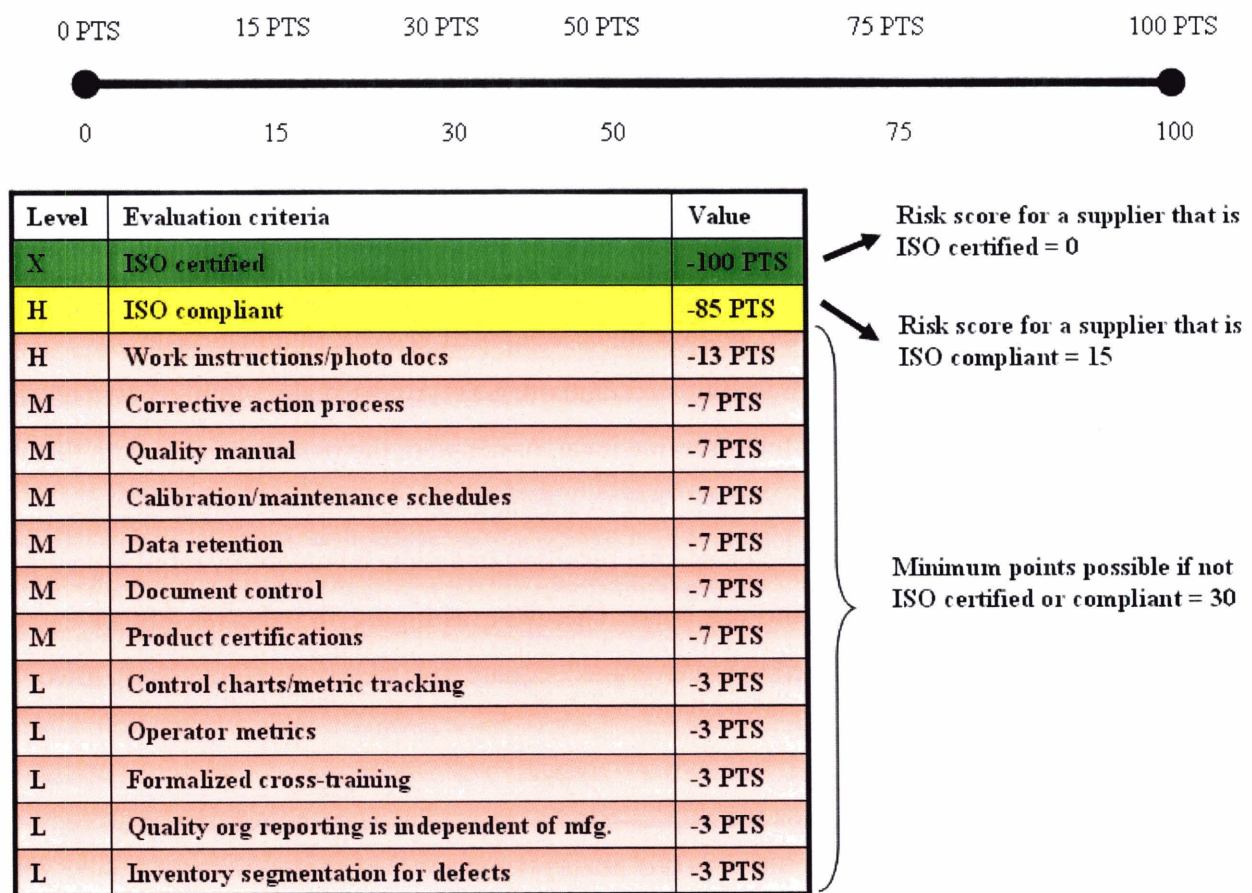 0 PTS 15 PTS 30 PTS 50 PTS 75 PTS 100 PTS
0 15 30 50 75 100
Level Evaluation criteria Value
X ISO certified -100 PTS
H ISO compliant -85 PTS
H Work instructions/photo docs -13 PTS
M Corrective action process -7 PTS
M Quality manual -7 PTS
M Calibration/maintenance schedules -7 PTS
M Data retention -7 PTS
M Document control -7 PTS
M Product certifications -7 PTS
L Control charts/metric tracking -3 PTS
L Operator metrics -3 PTS
L Formalized cross-training -3 PTS
L Quality org reporting is independent of mfg. -3 PTS
L Inventory segmentation for defects -3 PTS
Risk score for a supplier that is
ISO certified = 0
Risk score for a supplier that is
ISO compliant = 15
Minimum points possible if not
ISO certified or compliant = 30